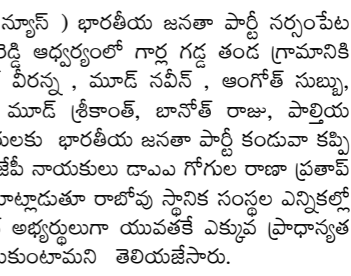 న్యూస్ ) భారతీయ జనతా పార్టీ నర్సంపేట
రెడ్డి ఆధ్వర్యంలో గార్ల గడ్డ తండ గ్రామానికి
వీరన్న , మూడ్ నవీన్ , ఆంగోత్ సుబ్బు,
మూడ్ శ్రీకాంత్, బానోత్ రాజు, పాల్తియ
లకు భారతీయ జనతా పార్టీ కండువా కప్పి
జేపీ నాయకులు డాఎఎ గోగుల రాణా ప్రతాప్
మాట్లాడుతూ రాబోవు స్థానిక సంస్థల ఎన్నికల్లో
అభ్యర్థులుగా యువతకే ఎక్కువ ప్రాధాన్యత
కుంటామని తెలియజేసారు.